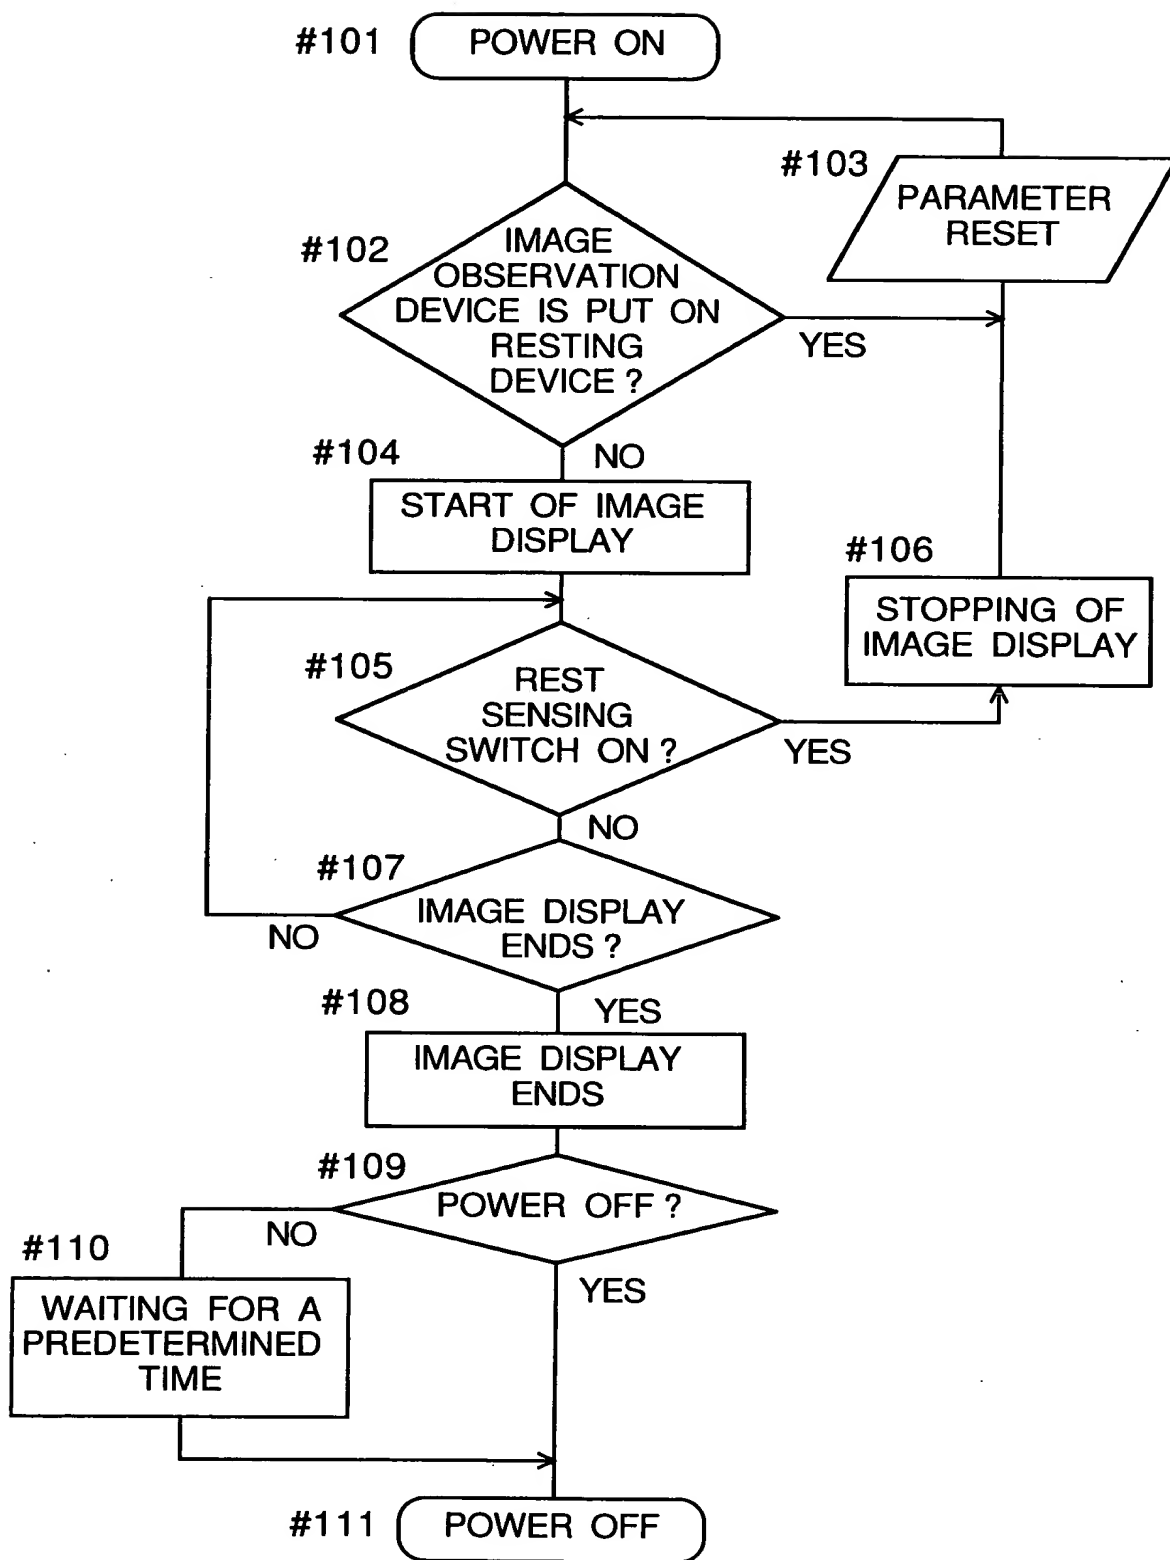 #101
POWER ON
#103
PARAMETER
RESET
#102
IMAGE
OBSERVATION
DEVICE IS PUT ON
RESTING
DEVICE ?
YES
NO
#104
START OF IMAGE
DISPLAY
#106
STOPPING OF
IMAGE DISPLAY
#105
REST
SENSING
SWITCH ON ?
YES
NO
#107
IMAGE DISPLAY
ENDS ?
NO
YES
#108
IMAGE DISPLAY
ENDS
#109
POWER OFF ?
NO
YES
#110
WAITING FOR A
PREDETERMINED
TIME
#111
POWER OFF